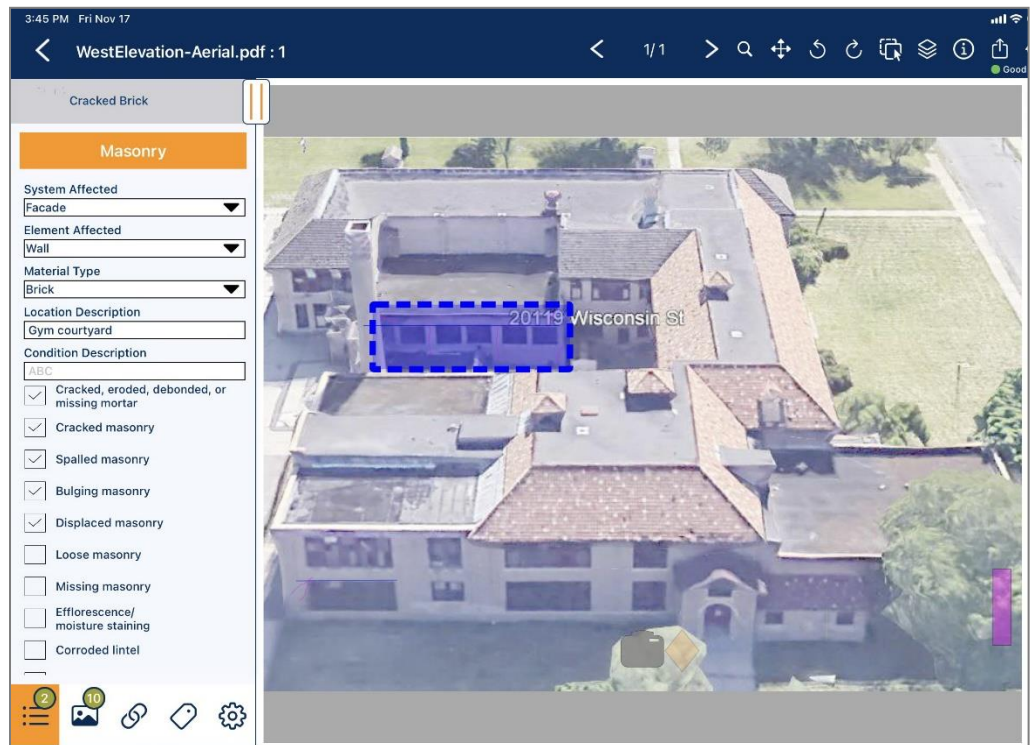 3:45 PM Fri Nov 17
WestElevation-Aerial.pdf : 1
1/1
Good
Cracked Brick
Masonry
System Affected
Facade
Element Affected
Wall
Material Type
Brick
Location Description
Gym courtyard
Condition Description
ABC
Cracked, eroded, debonded, or
missing mortar
Cracked masonry
Spalled masonry
Bulging masonry
Displaced masonry
Loose masonry
Missing masonry
Efflorescence/
moisture staining
Corroded lintel
2
10
20119 Wisconsin St